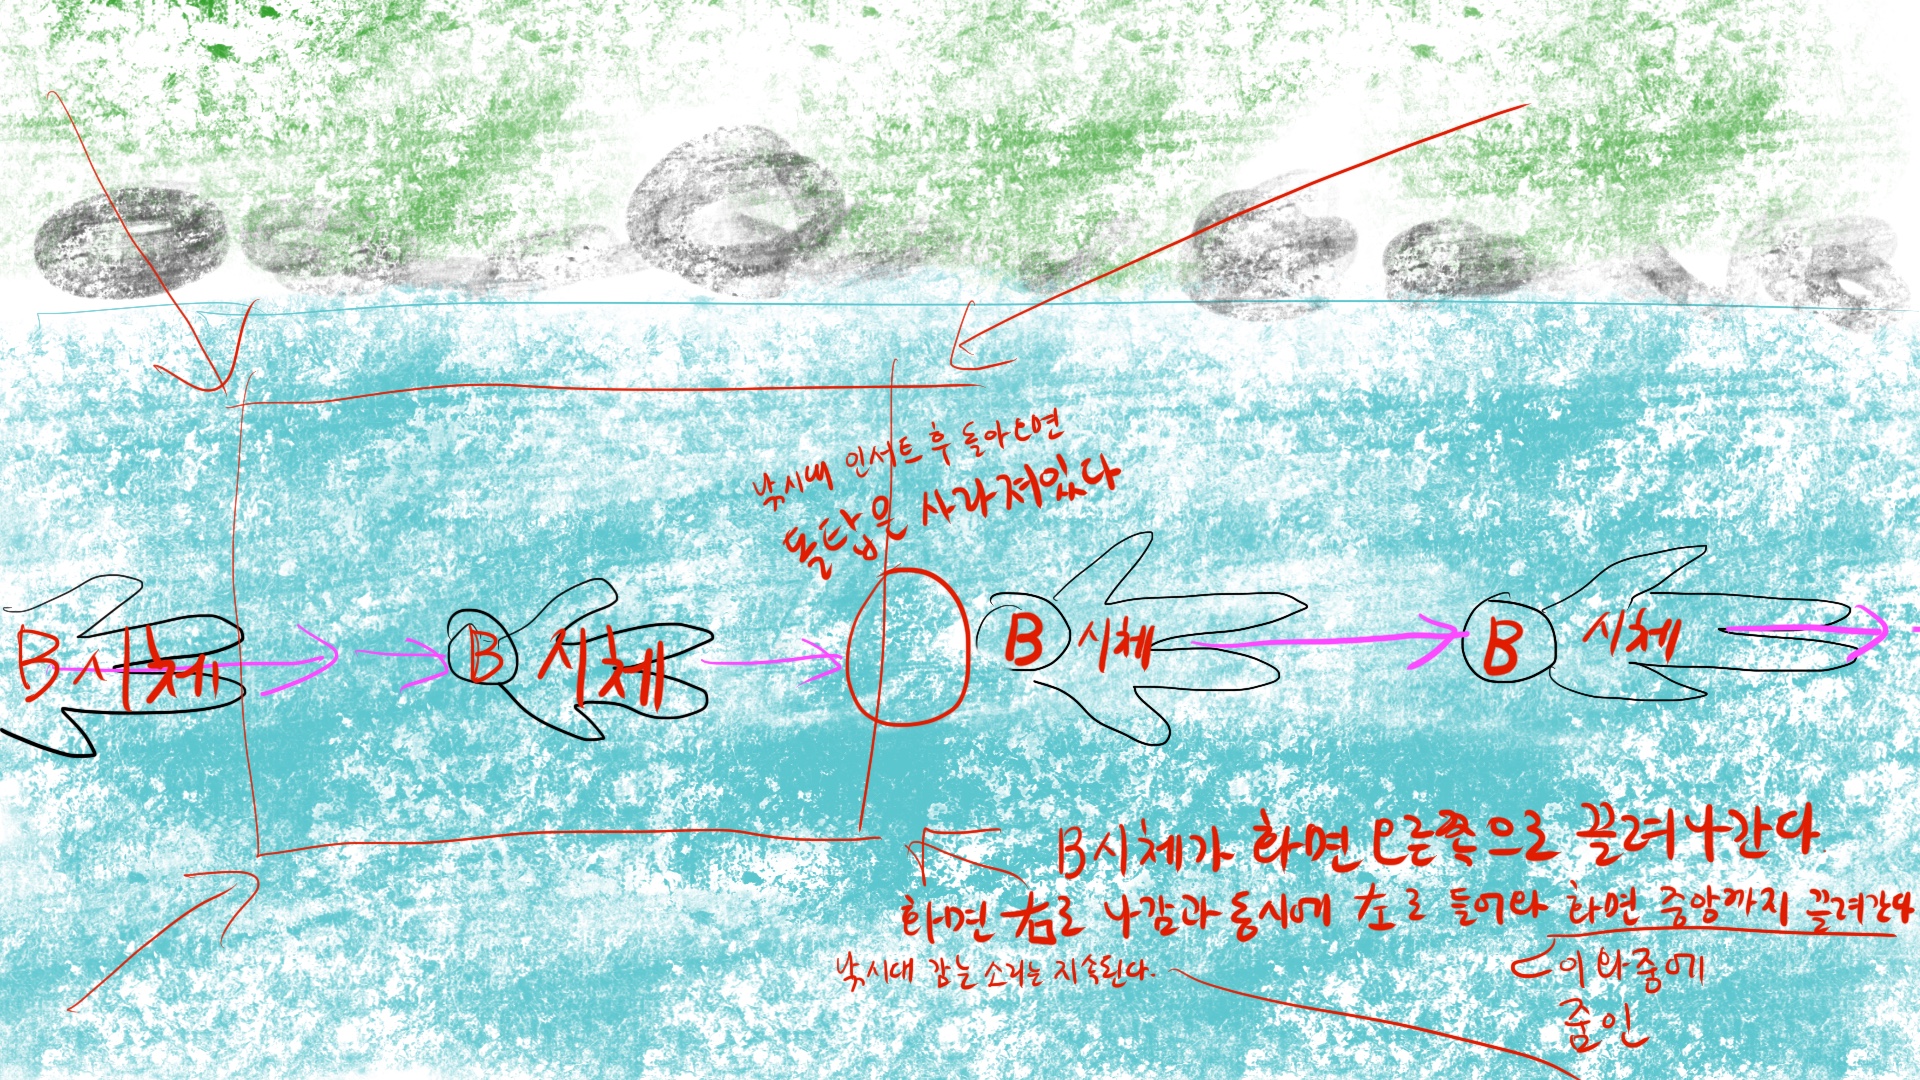 낚시대 인서트 후 돌아오면
돌탑은 사라져있다
B 시체
B 시체
B 시체
B 시체
B시체가 화면 오른쪽으로 끌려나간다
화면 右로 나감과 동시에 左로 들어와 화면 중앙까지 끌려간다
낚시대 감는 소리는 지속된다.
이 와중에
줌인